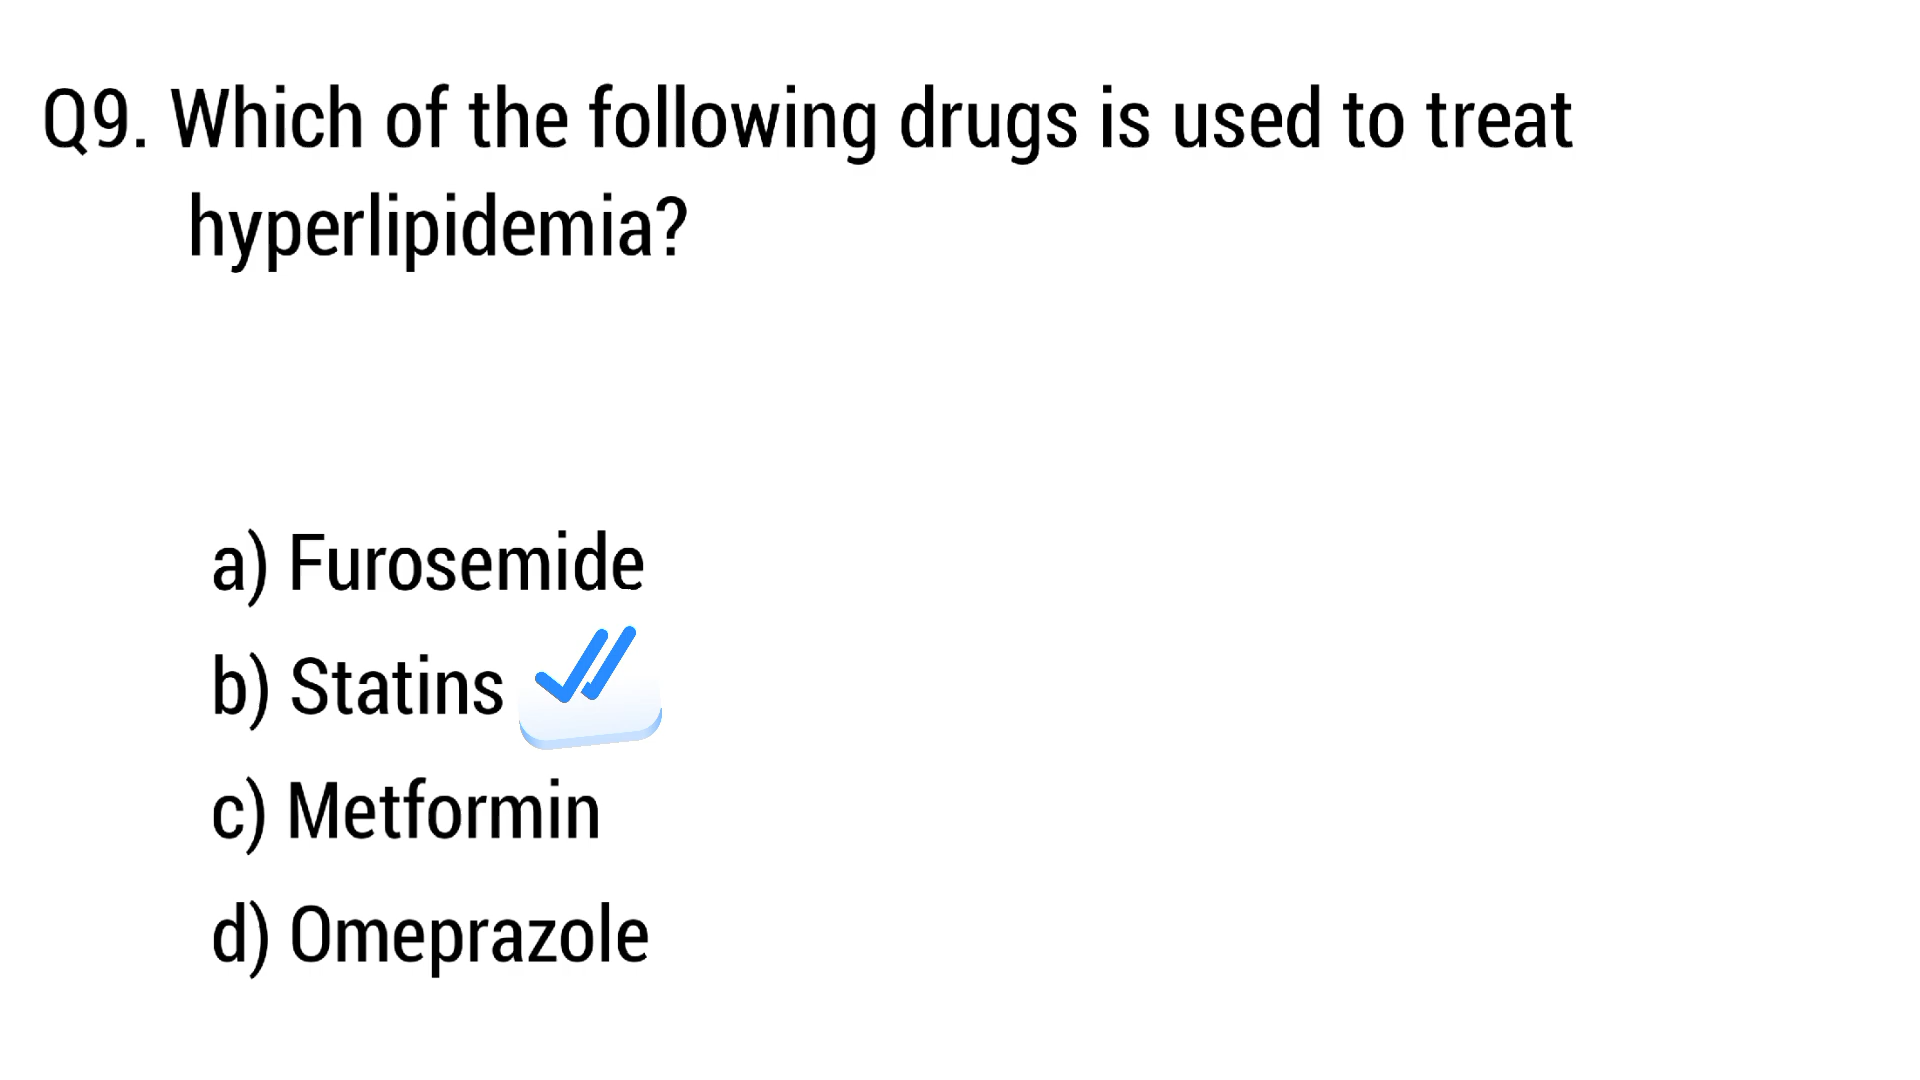 Q9. Which of the following drugs is used to treat
hyperlipidemia?
a) Furosemide
b) Statins
c) Metformin
d) Omeprazole